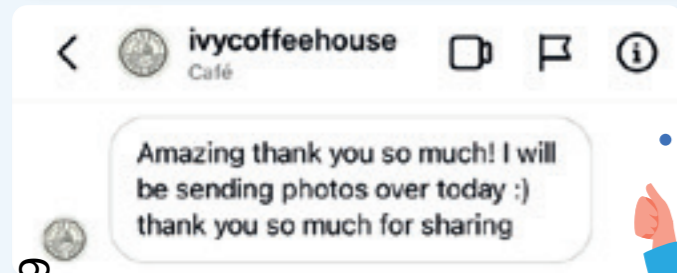 ivycoffeehouse
Café
Amazing thank you so much! I will
be sending photos over today :)
thank you so much for sharing